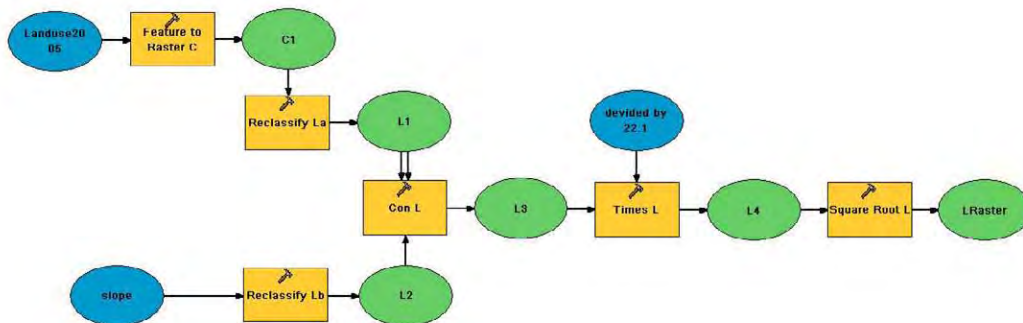 Landuse20
05
Feature to
Raster C
C1
Reclassify La
L1
devided by
22.1
Con L
L3
Times L
L4
Square Root L
LRaster
slope
Reclassify Lb
L2